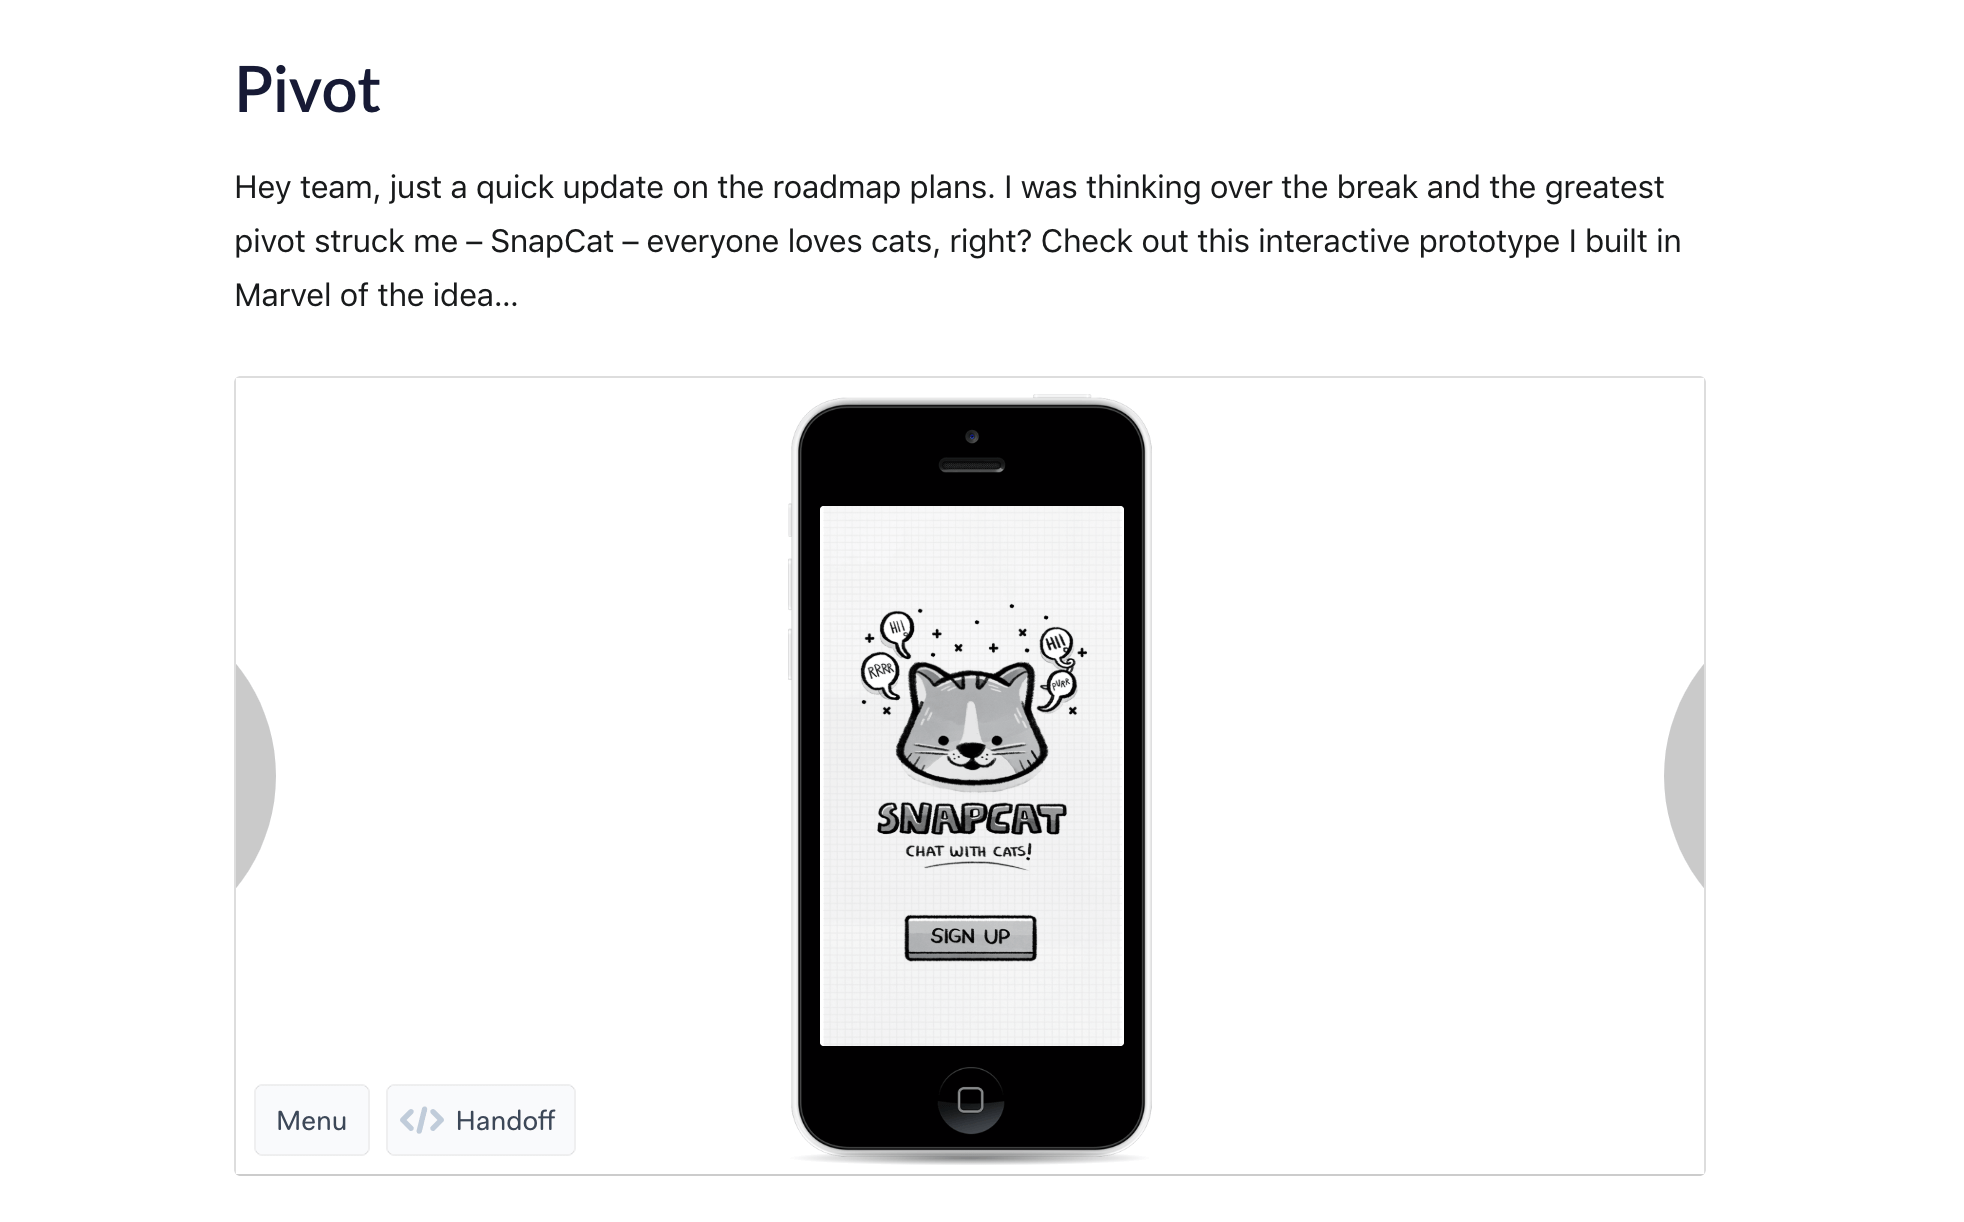 Pivot
Hey team, just a quick update on the roadmap plans. I was thinking over the break and the greatest
pivot struck me – SnapCat – everyone loves cats, right? Check out this interactive prototype I built in
Marvel of the idea...
HI!
HI!
RRRR
PURR
SNAPCAT
CHAT WITH CATS!
SIGN UP
Menu
</> Handoff